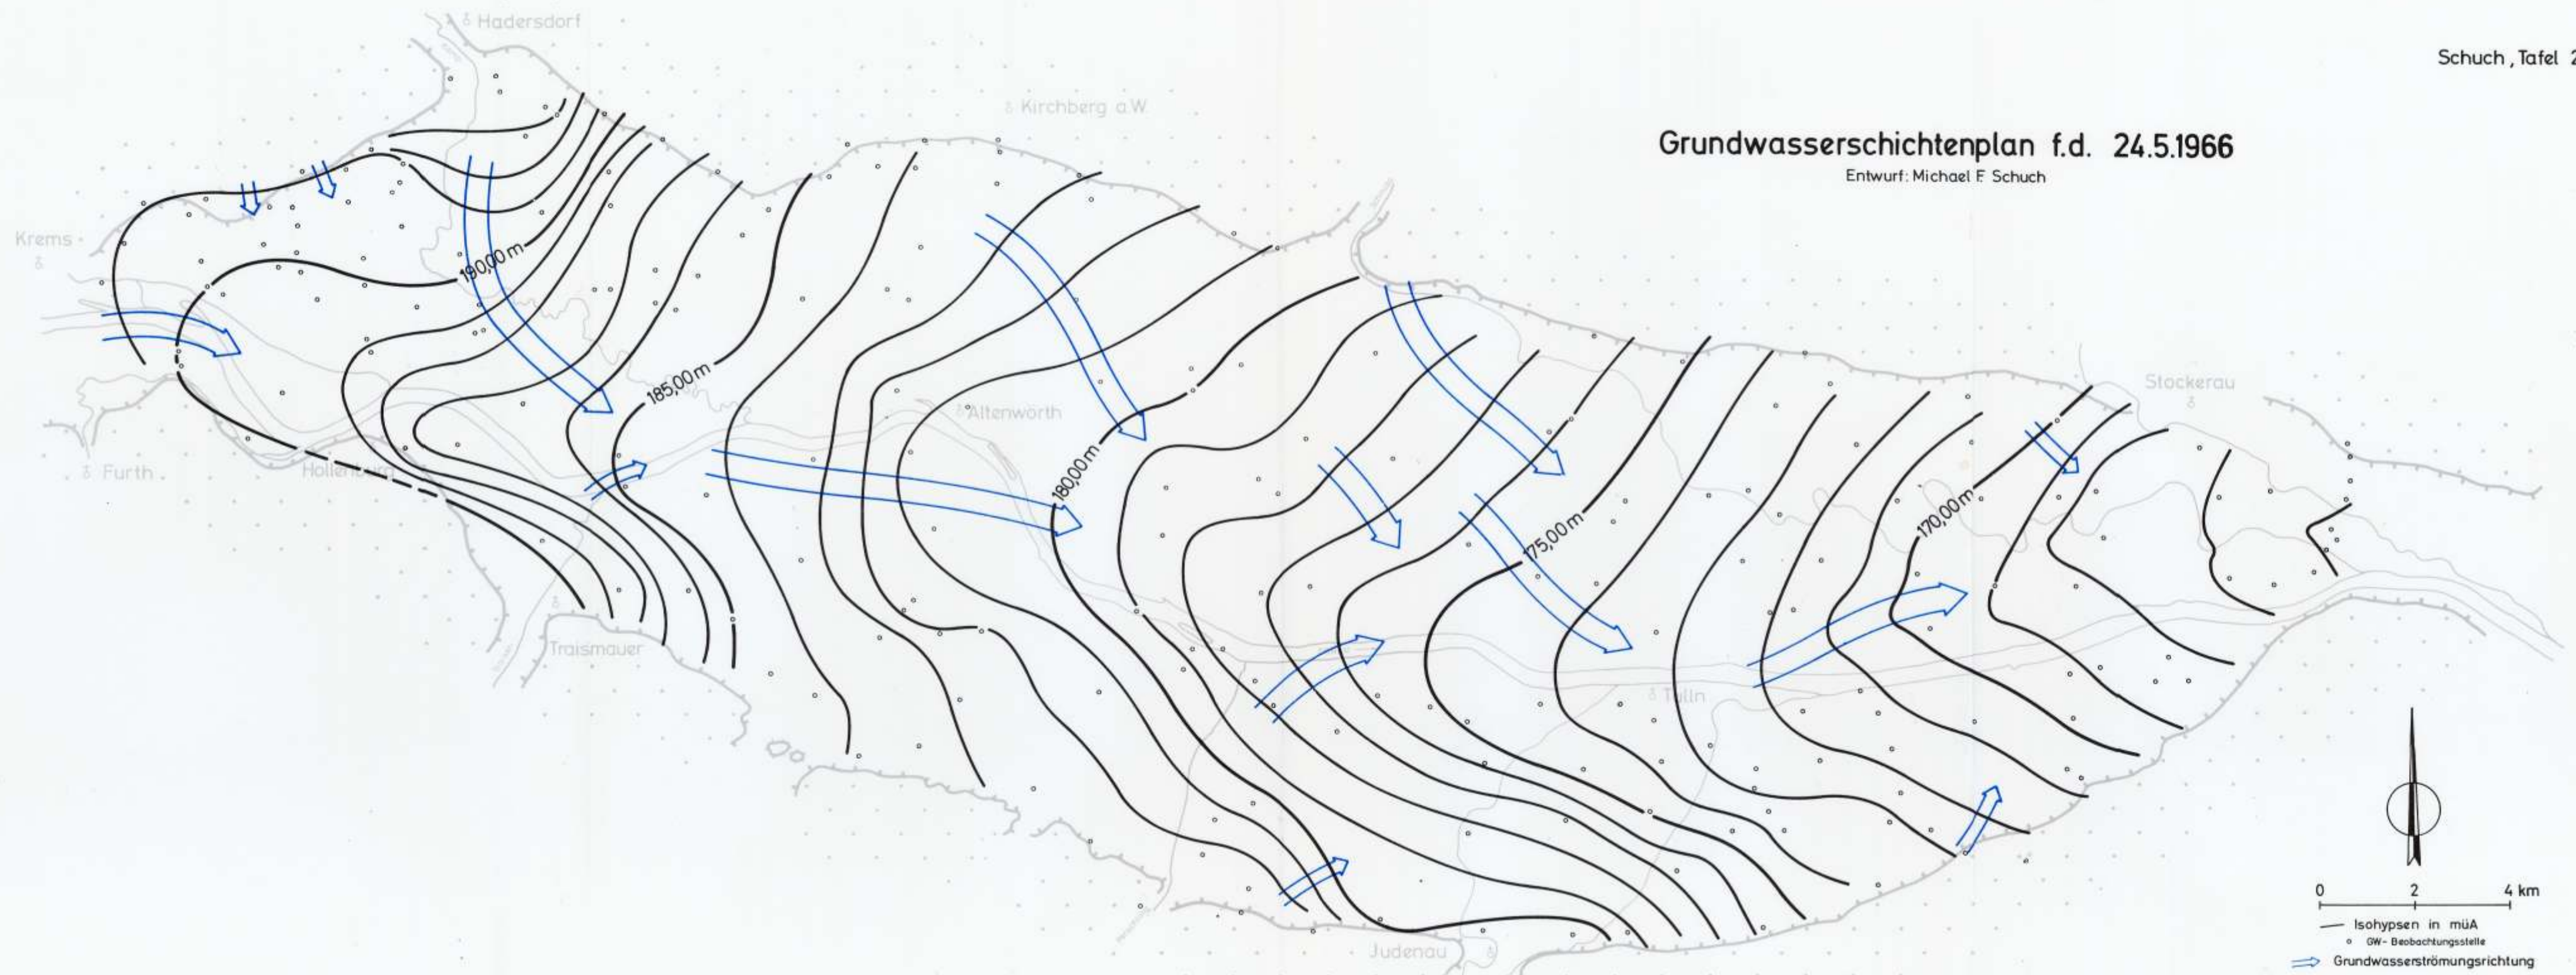 Schuch, Tafel 2
Grundwasserschichtenplan f.d. 24.5.1966
Entwurf: Michael F. Schuch
Hadersdorf
Kirchberg a.W.
Krems
190,00 m
Stockerau
185,00 m
Altenwörth
Furth
Hollenburg
180,00 m
170,00 m
175,00 m
Traismauer
Tulln
Judenau
0 2 4 km
Isohypsen in müA
GW-Beobachtungsstelle
Grundwasserströmungsrichtung